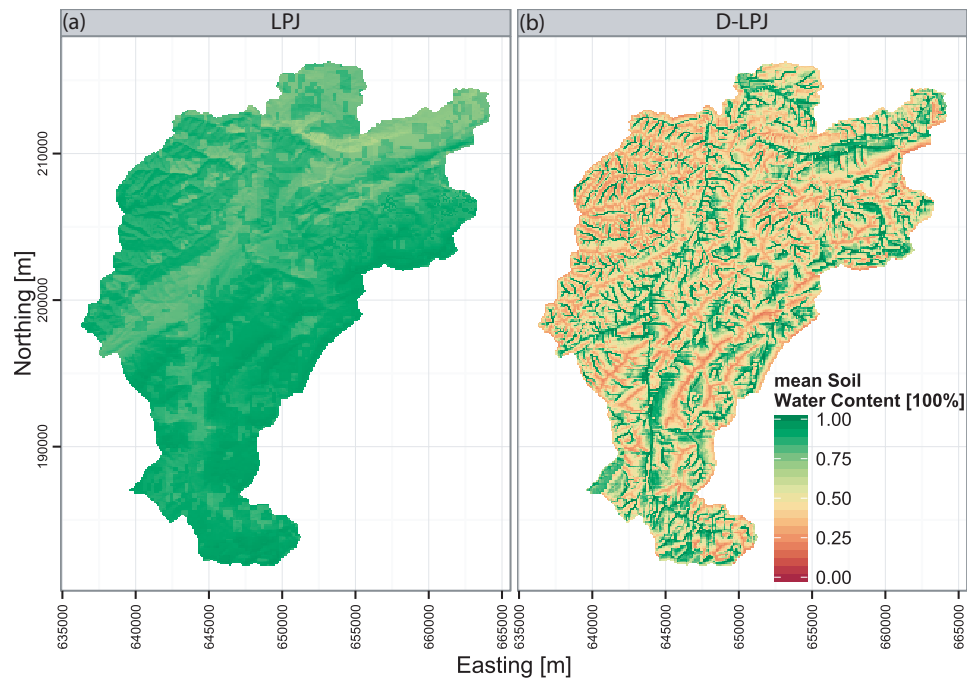 (a) LPJ
(b) D-LPJ
Northing [m]
210000
200000
190000
mean Soil
Water Content [100%]
1.00
0.75
0.50
0.25
0.00
635000 640000 645000 650000 655000 660000 665000
635000 640000 645000 650000 655000 660000 665000
Easting [m]